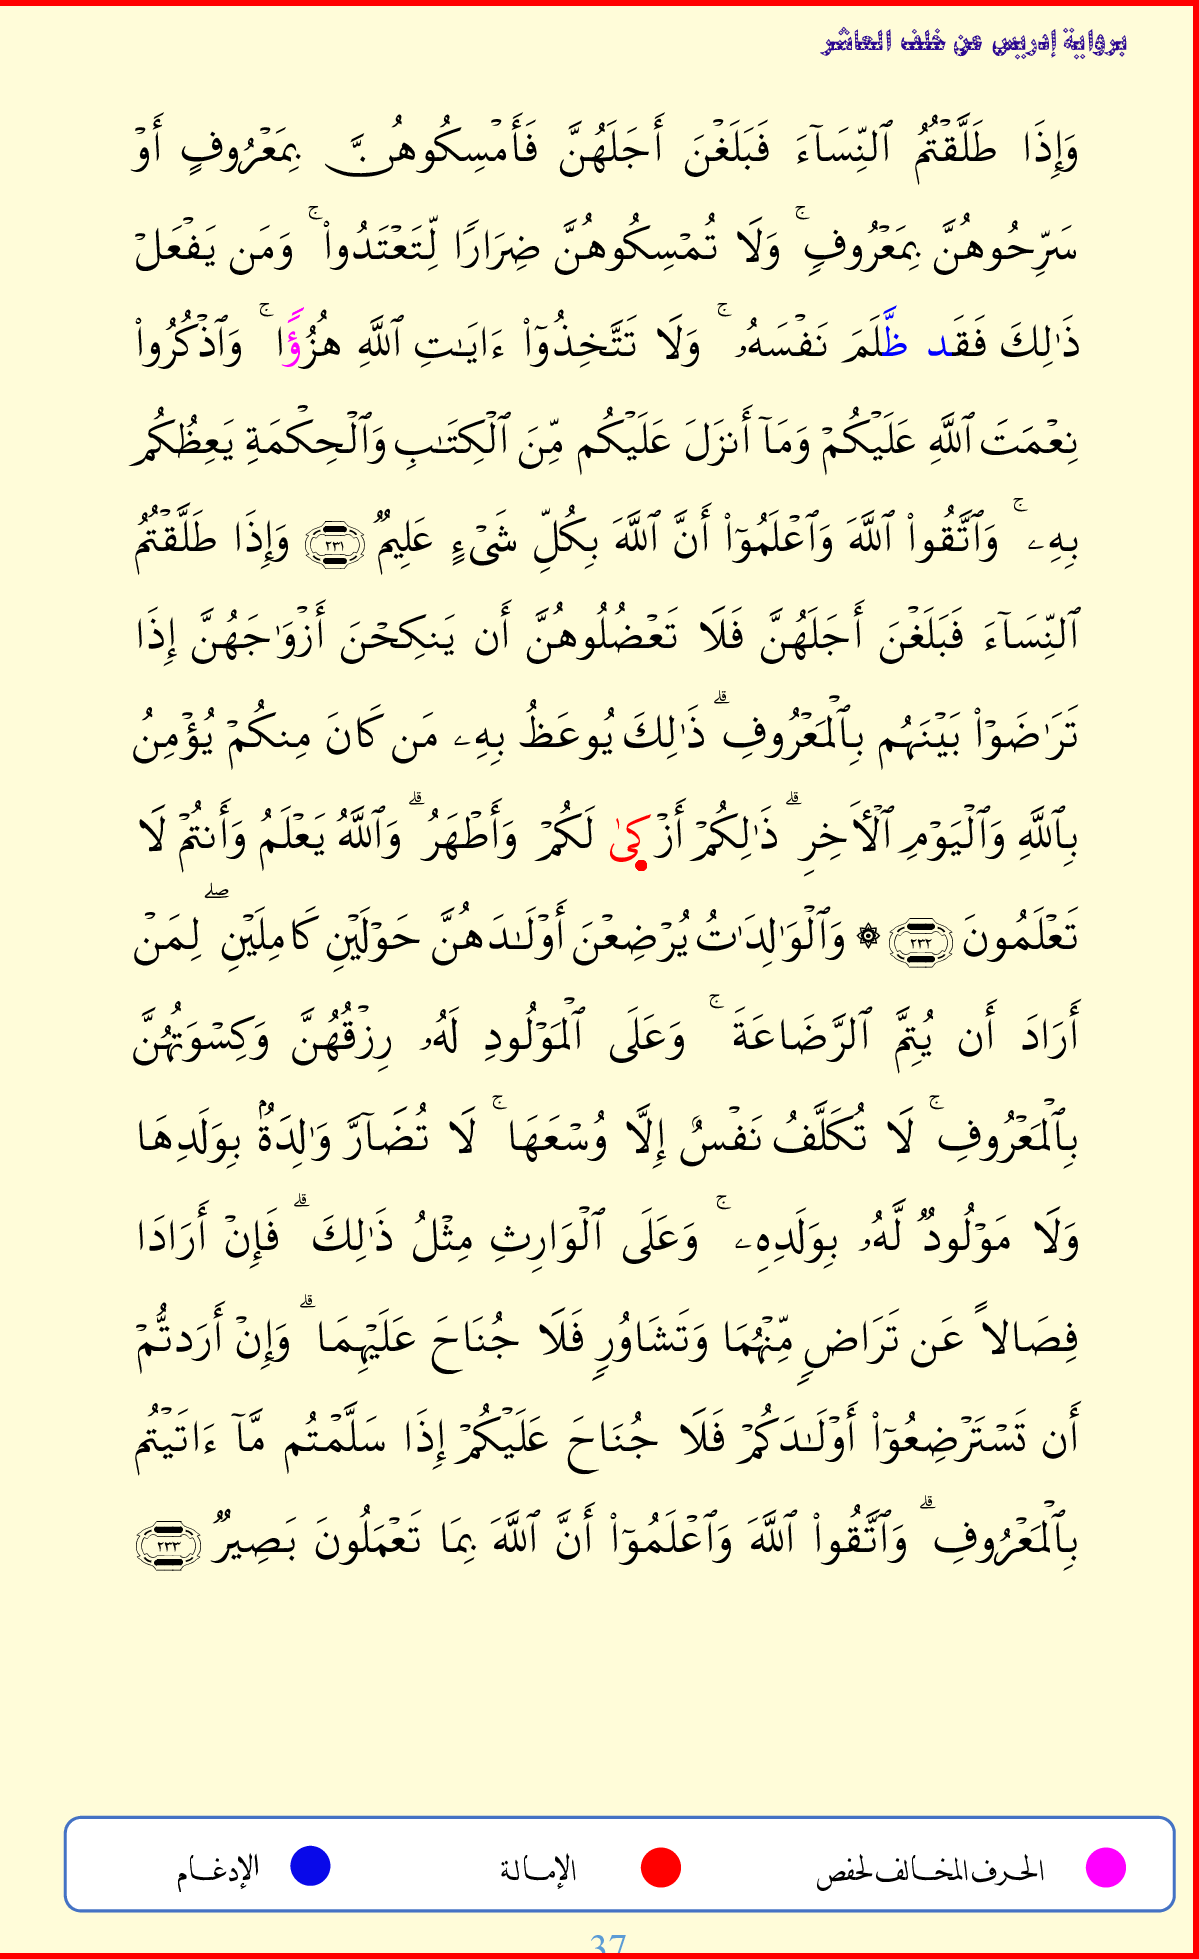 برواية إدريس عن خلف العاشر
وَإِذَا طَلَّقۡتُمُ ٱلنِّسَآءَ فَبَلَغۡنَ أَجَلَهُنَّ فَأَمۡسِكُوهُنَّ بِمَعۡرُوفٍ أَوۡ
سَرِّحُوهُنَّ بِمَعۡرُوفٖۚ وَلَا تُمۡسِكُوهُنَّ ضِرَارٗا لِّتَعۡتَدُواْۚ وَمَن يَفۡعَلۡ
ذَٰلِكَ فَقَد ظَّلَمَ نَفۡسَهُۥۚ وَلَا تَتَّخِذُوٓاْ ءَايَٰتِ ٱللَّهِ هُزُؤٗاۚ وَٱذۡكُرُواْ
نِعۡمَتَ ٱللَّهِ عَلَيۡكُمۡ وَمَآ أَنزَلَ عَلَيۡكُم مِّنَ ٱلۡكِتَٰبِ وَٱلۡحِكۡمَةِ يَعِظُكُم
بِهِۦۚ وَٱتَّقُواْ ٱللَّهَ وَٱعۡلَمُوٓاْ أَنَّ ٱللَّهَ بِكُلِّ شَيۡءٍ عَلِيمٞ ٢٣١ وَإِذَا طَلَّقۡتُمُ
ٱلنِّسَآءَ فَبَلَغۡنَ أَجَلَهُنَّ فَلَا تَعۡضُلُوهُنَّ أَن يَنكِحۡنَ أَزۡوَٰجَهُنَّ إِذَا
تَرَٰضَوۡاْ بَيۡنَهُم بِٱلۡمَعۡرُوفِۗ ذَٰلِكَ يُوعَظُ بِهِۦ مَن كَانَ مِنكُمۡ يُؤۡمِنُ
بِٱللَّهِ وَٱلۡيَوۡمِ ٱلۡأٓخِرِۗ ذَٰلِكُمۡ أَزۡكَىٰ لَكُمۡ وَأَطۡهَرُۗ وَٱللَّهُ يَعۡلَمُ وَأَنتُمۡ لَا
تَعۡلَمُونَ ٢٣٢ ۞ وَٱلۡوَٰلِدَٰتُ يُرۡضِعۡنَ أَوۡلَٰدَهُنَّ حَوۡلَيۡنِ كَامِلَيۡنِۖ لِمَنۡ
أَرَادَ أَن يُتِمَّ ٱلرَّضَاعَةَۚ وَعَلَى ٱلۡمَوۡلُودِ لَهُۥ رِزۡقُهُنَّ وَكِسۡوَتُهُنَّ
بِٱلۡمَعۡرُوفِۚ لَا تُكَلَّفُ نَفۡسٌ إِلَّا وُسۡعَهَاۚ لَا تُضَآرَّ وَٰلِدَةُۢ بِوَلَدِهَا
وَلَا مَوۡلُودٞ لَّهُۥ بِوَلَدِهِۦۚ وَعَلَى ٱلۡوَارِثِ مِثۡلُ ذَٰلِكَۗ فَإِنۡ أَرَادَا
فِصَالًا عَن تَرَاضٖ مِّنۡهُمَا وَتَشَاوُرٖ فَلَا جُنَاحَ عَلَيۡهِمَاۗ وَإِنۡ أَرَدتُّمۡ
أَن تَسۡتَرۡضِعُوٓاْ أَوۡلَٰدَكُمۡ فَلَا جُنَاحَ عَلَيۡكُمۡ إِذَا سَلَّمۡتُم مَّآ ءَاتَيۡتُم
بِٱلۡمَعۡرُوفِۗ وَٱتَّقُواْ ٱللَّهَ وَٱعۡلَمُوٓاْ أَنَّ ٱللَّهَ بِمَا تَعۡمَلُونَ بَصِيرٞ ٢٣٣
الحرف المخالف لحفص الإمالة الإدغام
37